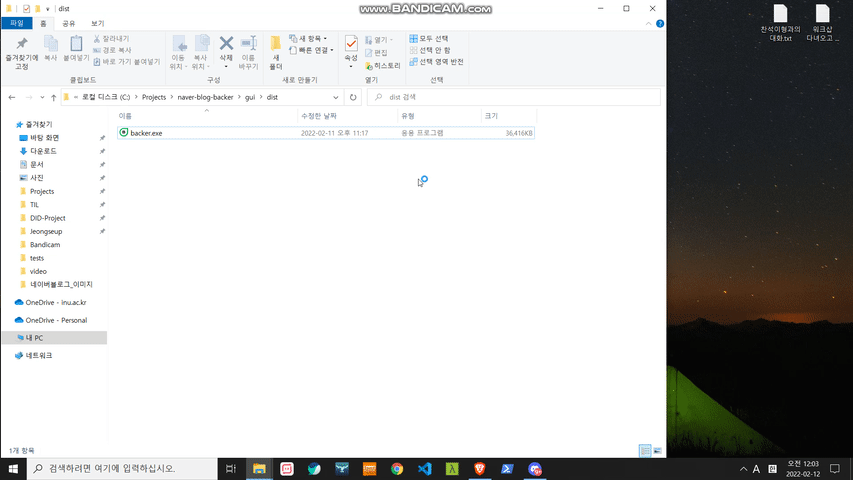 dist
www.BANDICAM.com
파일
홈
공유
보기
즐겨찾기에
고정
복사
붙여넣기
잘라내기
경로 복사
바로 가기 붙여넣기
클립보드
이동
위치
복사
위치
삭제
이름
바꾸기
구성
새
폴더
새 항목
빠른 연결
새로 만들기
속성
열기
편집
히스토리
열기
모두 선택
선택 안 함
선택 영역 반전
선택
로컬 디스크 (C:) > Projects > naver-blog-backer > gui > dist
dist 검색
이름
수정한 날짜
유형
크기
backer.exe
2022-02-11 오후 11:17
응용 프로그램
36,416KB
즐겨찾기
바탕 화면
다운로드
문서
사진
Projects
TIL
DID-Project
Jeongseup
Bandicam
tests
video
네이버블로그_이미지
OneDrive - inu.ac.kr
OneDrive - Personal
내 PC
네트워크
1개 항목
찬석이형과의
대화.txt
워크샵
다녀오고 ...
검색하려면 여기에 입력하십시오.
A
오전 12:03
2022-02-12